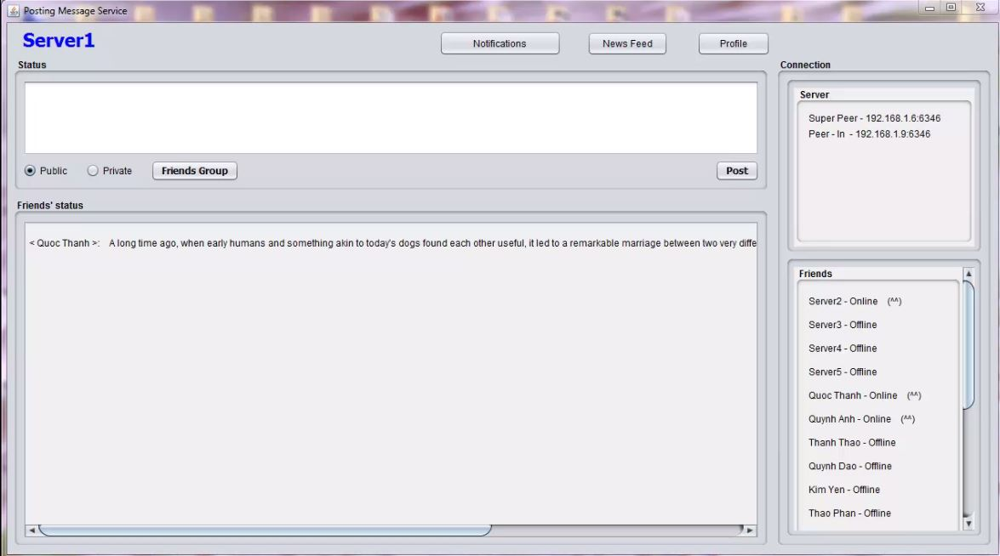 Posting Message Service
Server1
Notifications
News Feed
Profile
Status
Public
Private
Friends Group
Post
Friends' status
< Quoc Thanh >: A long time ago, when early humans and something akin to today's dogs found each other useful, it led to a remarkable marriage between two very diffe
Connection
Server
Super Peer - 192.168.1.6:6346
Peer - In - 192.168.1.9:6346
Friends
Server2 - Online (^^)
Server3 - Offline
Server4 - Offline
Server5 - Offline
Quoc Thanh - Online (^^)
Quynh Anh - Online (^^)
Thanh Thao - Offline
Quynh Dao - Offline
Kim Yen - Offline
Thao Phan - Offline